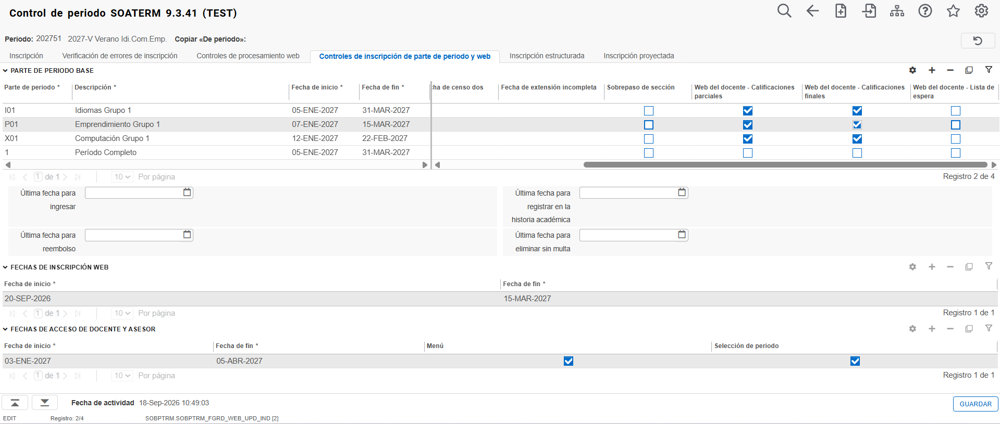 Control de periodo SOATERM 9.3.41 (TEST)
Periodo: 202751 2027-V Verano Idi.Com.Emp. Copiar «De periodo»:
Inscripción Verificación de errores de inscripción Controles de procesamiento web Controles de inscripción de parte de periodo y web Inscripción estructurada Inscripción proyectada
PARTE DE PERIODO BASE
Parte de periodo * Descripción * Fecha de inicio * Fecha de fin * ha de censo dos Fecha de extensión incompleta Sobrepaso de sección Web del docente - Calificaciones parciales Web del docente - Calificaciones finales Web del docente - Lista de espera
I01 Idiomas Grupo 1 05-ENE-2027 31-MAR-2027
P01 Emprendimiento Grupo 1 07-ENE-2027 15-MAR-2027
X01 Computación Grupo 1 12-ENE-2027 22-FEB-2027
1 Período Completo 05-ENE-2027 31-MAR-2027
1 de 1 10 Por página Registro 2 de 4
Última fecha para ingresar
Última fecha para registrar en la historia académica
Última fecha para reembolso
Última fecha para eliminar sin multa
FECHAS DE INSCRIPCIÓN WEB
Fecha de inicio * Fecha de fin *
20-SEP-2026 15-MAR-2027
1 de 1 10 Por página Registro 1 de 1
FECHAS DE ACCESO DE DOCENTE Y ASESOR
Fecha de inicio * Fecha de fin * Menú Selección de periodo
03-ENE-2027 05-ABR-2027
1 de 1 10 Por página Registro 1 de 1
Fecha de actividad 18-Sep-2026 10:49:03 GUARDAR
EDIT Registro: 2/4 SOBPTRM.SOBPTRM_FGRD_WEB_UPD_IND [2]